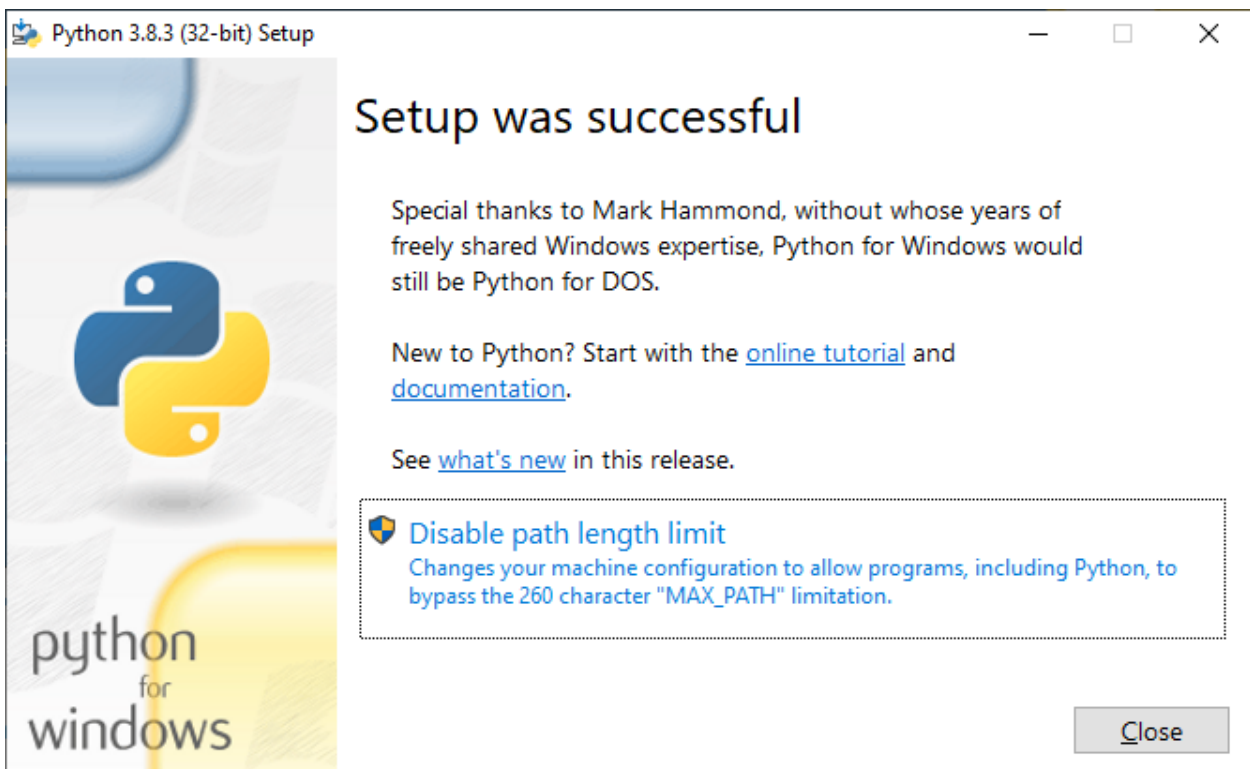 Python 3.8.3 (32-bit) Setup
Setup was successful
Special thanks to Mark Hammond, without whose years of
freely shared Windows expertise, Python for Windows would
still be Python for DOS.
New to Python? Start with the online tutorial and
documentation.
See what's new in this release.
Disable path length limit
Changes your machine configuration to allow programs, including Python, to
bypass the 260 character "MAX_PATH" limitation.
python
for
windows
Close